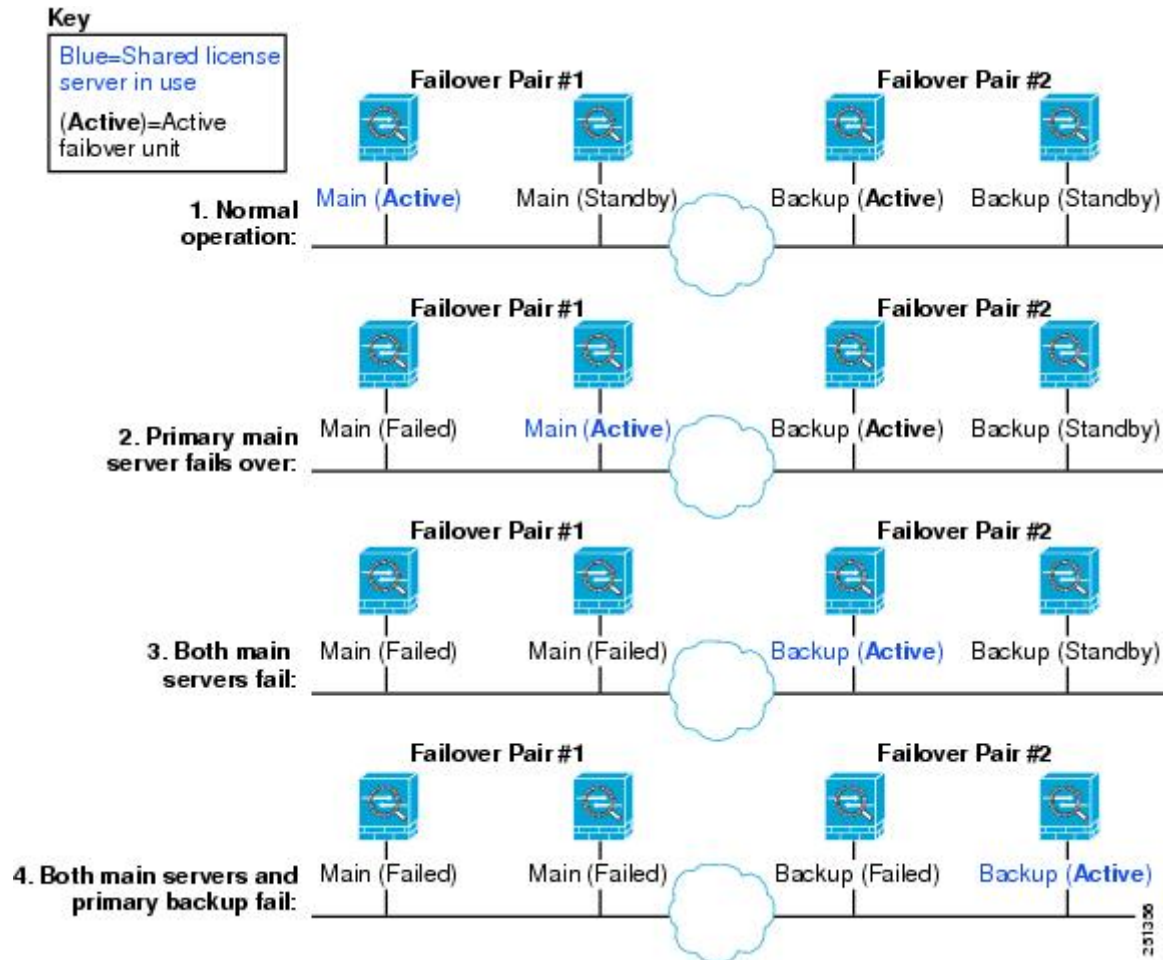 Key
Blue=Shared license
server in use
(Active)=Active
failover unit
Failover Pair #1
Failover Pair #2
1. Normal
operation:
Main (Active)
Main (Standby)
Backup (Active)
Backup (Standby)
Failover Pair #1
Failover Pair #2
2. Primary main
server fails over:
Main (Failed)
Main (Active)
Backup (Active)
Backup (Standby)
Failover Pair #1
Failover Pair #2
3. Both main
servers fail:
Main (Failed)
Main (Failed)
Backup (Active)
Backup (Standby)
Failover Pair #1
Failover Pair #2
4. Both main servers and
primary backup fail:
Main (Failed)
Main (Failed)
Backup (Failed)
Backup (Active)